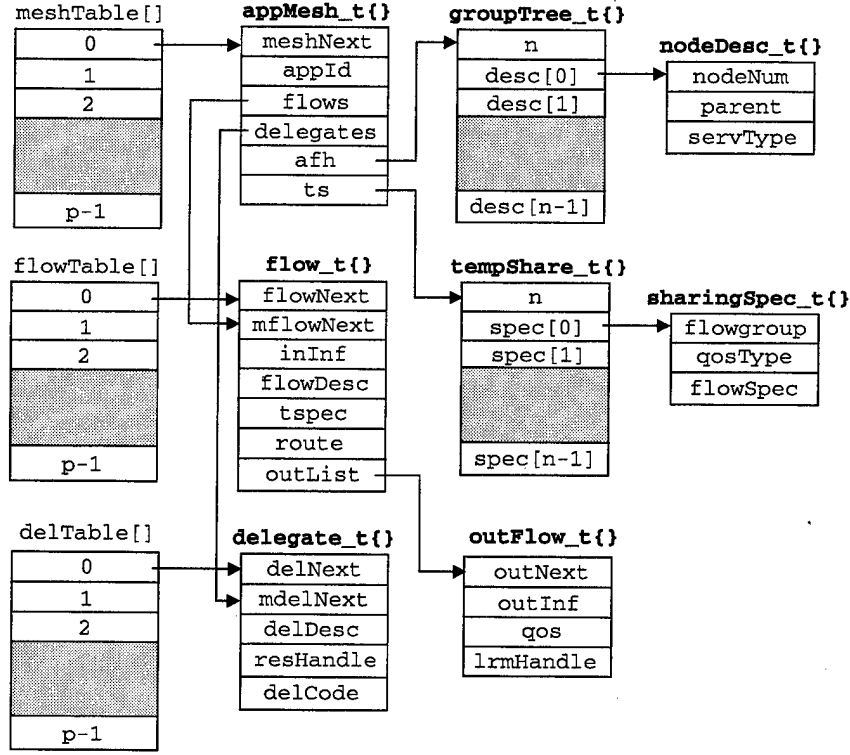 meshTable[]
0
1
2
p-1
appMesh_t{}
meshNext
appId
flows
delegates
afh
ts
groupTree_t{}
n
desc[0]
desc[1]
desc[n-1]
nodeDesc_t{}
nodeNum
parent
servType
flowTable[]
0
1
2
p-1
flow_t{}
flowNext
mflowNext
inInf
flowDesc
tspec
route
outList
tempShare_t{}
n
spec[0]
spec[1]
spec[n-1]
sharingSpec_t{}
flowgroup
qosType
flowSpec
delTable[]
0
1
2
p-1
delegate_t{}
delNext
mdelNext
delDesc
resHandle
delCode
outFlow_t{}
outNext
outInf
qos
lrmHandle